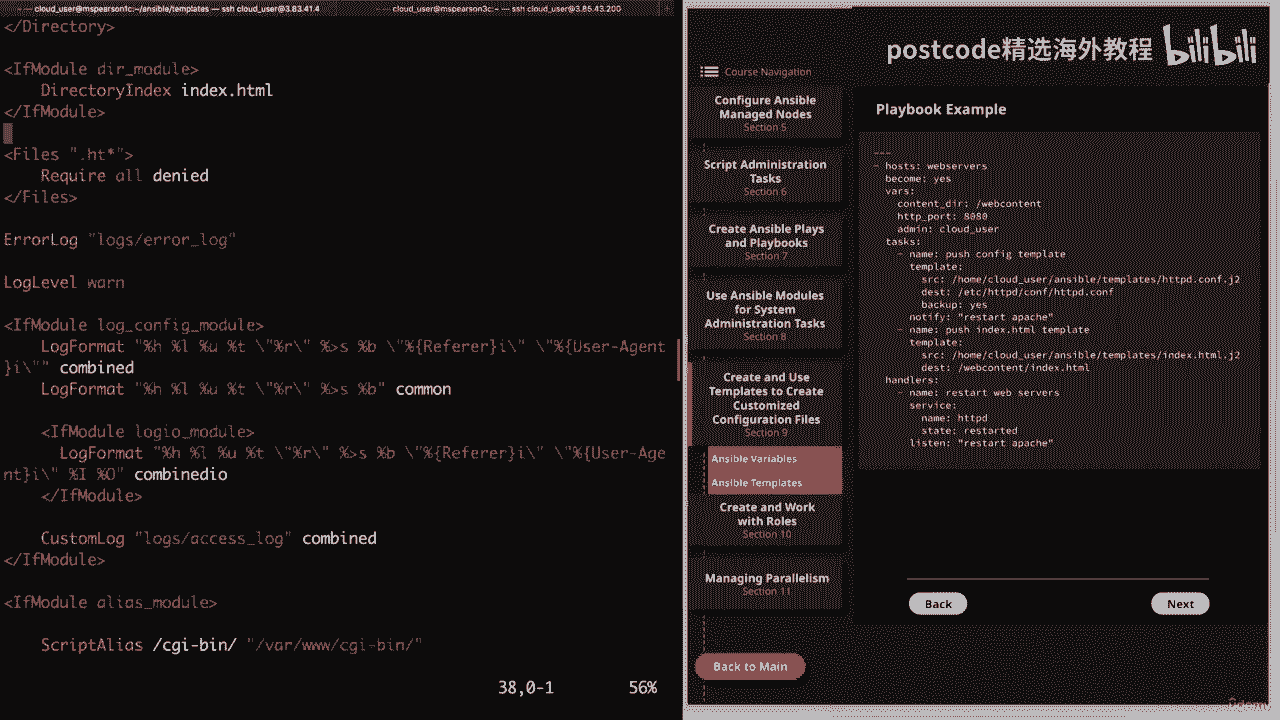 cloud_user@mspearson1c:~/ansible/templates — ssh cloud_user@3.83.41.4
cloud_user@mspearson3c: ~ — ssh cloud_user@3.85.43.200
</Directory>
<IfModule dir_module>
    DirectoryIndex index.html
</IfModule>
<Files ".ht*">
    Require all denied
</Files>
ErrorLog "logs/error_log"
LogLevel warn
<IfModule log_config_module>
    LogFormat "%h %l %u %t \"%r\" %>s %b \"%{Referer}i\" \"%{User-Agent
}i\"" combined
    LogFormat "%h %l %u %t \"%r\" %>s %b" common
    <IfModule logio_module>
      LogFormat "%h %l %u %t \"%r\" %>s %b \"%{Referer}i\" \"%{User-Age
nt}i\" %I %O" combinedio
    </IfModule>
    CustomLog "logs/access_log" combined
</IfModule>
<IfModule alias_module>
    ScriptAlias /cgi-bin/ "/var/www/cgi-bin/"
38,0-1 56%
postcode精选海外教程 bilibili
Course Navigation
Configure Ansible
Managed Nodes
Section 5
Script Administration
Tasks
Section 6
Create Ansible Plays
and Playbooks
Section 7
Use Ansible Modules
for System
Administration Tasks
Section 8
Create and Use
Templates to Create
Customized
Configuration Files
Section 9
Ansible Variables
Ansible Templates
Create and Work
with Roles
Section 10
Managing Parallelism
Section 11
Back to Main
Playbook Example
---
- hosts: webservers
  become: yes
  vars:
    content_dir: /webcontent
    http_port: 8080
    admin: cloud_user
  tasks:
    - name: push config template
      template:
        src: /home/cloud_user/ansible/templates/httpd.conf.j2
        dest: /etc/httpd/conf/httpd.conf
        backup: yes
      notify: "restart apache"
    - name: push index.html template
      template:
        src: /home/cloud_user/ansible/templates/index.html.j2
        dest: /webcontent/index.html
  handlers:
    - name: restart web servers
      service:
        name: httpd
        state: restarted
      listen: "restart apache"
Back
Next